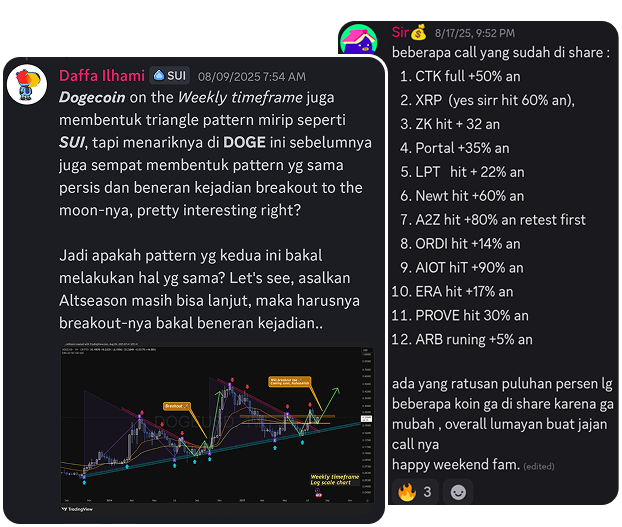 Daffa Ilhami SUI 08/09/2025 7:54 AM
Dogecoin on the Weekly timeframe juga
membentuk triangle pattern mirip seperti
SUI, tapi menariknya di DOGE ini sebelumnya
juga sempat membentuk pattern yg sama
persis dan beneran kejadian breakout to the
moon-nya, pretty interesting right?
Jadi apakah pattern yg kedua ini bakal
melakukan hal yg sama? Let's see, asalkan
Altseason masih bisa lanjut, maka harusnya
breakout-nya bakal beneran kejadian..
Breakout
Weekly timeframe
Log scale chart
TradingView
Sir💰 8/17/25, 9:52 PM
beberapa call yang sudah di share :
1. CTK full +50% an
2. XRP (yes sirr hit 60% an),
3. ZK hit + 32 an
4. Portal +35% an
5. LPT hit + 22% an
6. Newt hit +60% an
7. A2Z hit +80% an retest first
8. ORDI hit +14% an
9. AIOT hiT +90% an
10. ERA hit +17% an
11. PROVE hit 30% an
12. ARB runing +5% an
ada yang ratusan puluhan persen lg
beberapa koin ga di share karena ga
mubah , overall lumayan buat jajan
call nya
happy weekend fam. (edited)
🔥 3